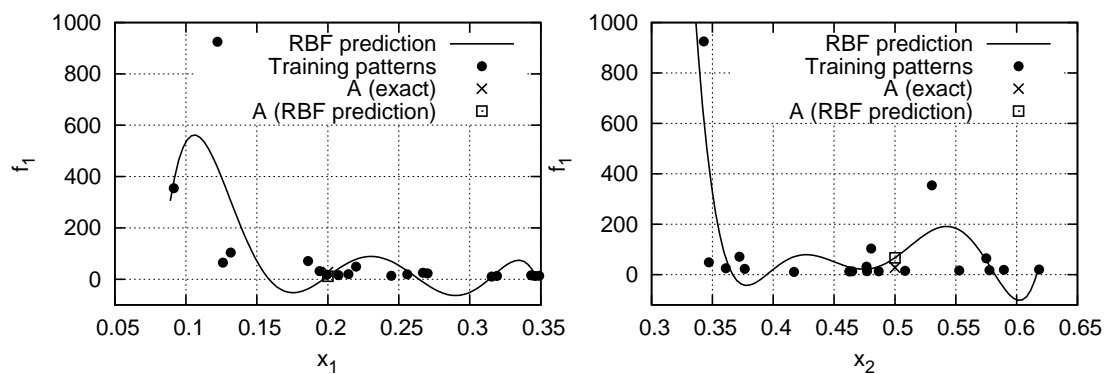 1000
800
600
400
200
0
f1
RBF prediction
Training patterns
A (exact)
A (RBF prediction)
0.05 0.1 0.15 0.2 0.25 0.3 0.35
x1
1000
800
600
400
200
0
f1
RBF prediction
Training patterns
A (exact)
A (RBF prediction)
0.3 0.35 0.4 0.45 0.5 0.55 0.6 0.65
x2